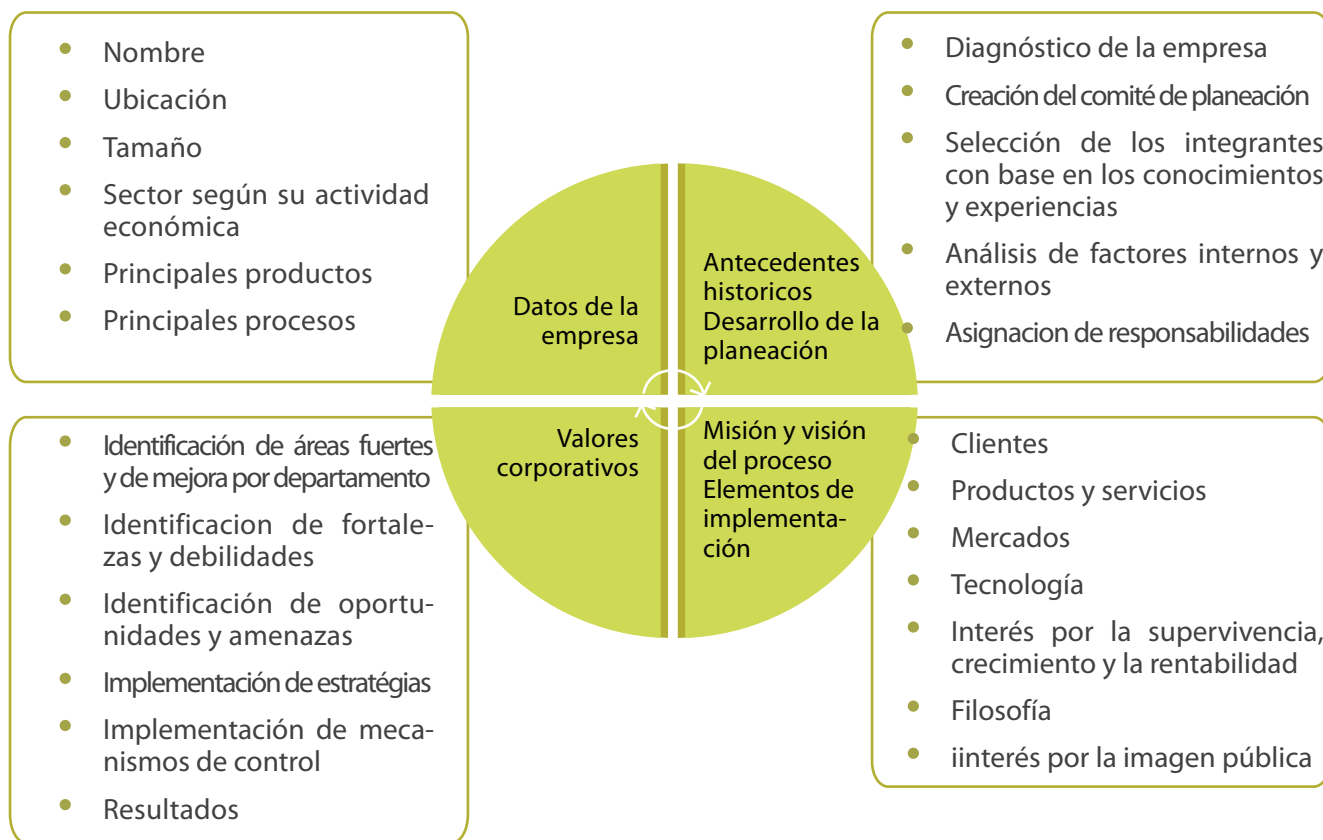 Nombre
Ubicación
Tamaño
Sector según su actividad
económica
Principales productos
Principales procesos
Diagnóstico de la empresa
Creación del comité de planeación
Selección de los integrantes
con base en los conocimientos
y experiencias
Análisis de factores internos y
externos
Asignacion de responsabilidades
Datos de la
empresa
Antecedentes
historicos
Desarrollo de la
planeación
Valores
corporativos
Misión y visión
del proceso
Elementos de
implementa-
ción
Identificación de áreas fuertes
y de mejora por departamento
Identificacion de fortale-
zas y debilidades
Identificación de oportu-
nidades y amenazas
Implementación de estratégias
Implementación de meca-
nismos de control
Resultados
Clientes
Productos y servicios
Mercados
Tecnología
Interés por la supervivencia,
crecimiento y la rentabilidad
Filosofía
iinterés por la imagen pública